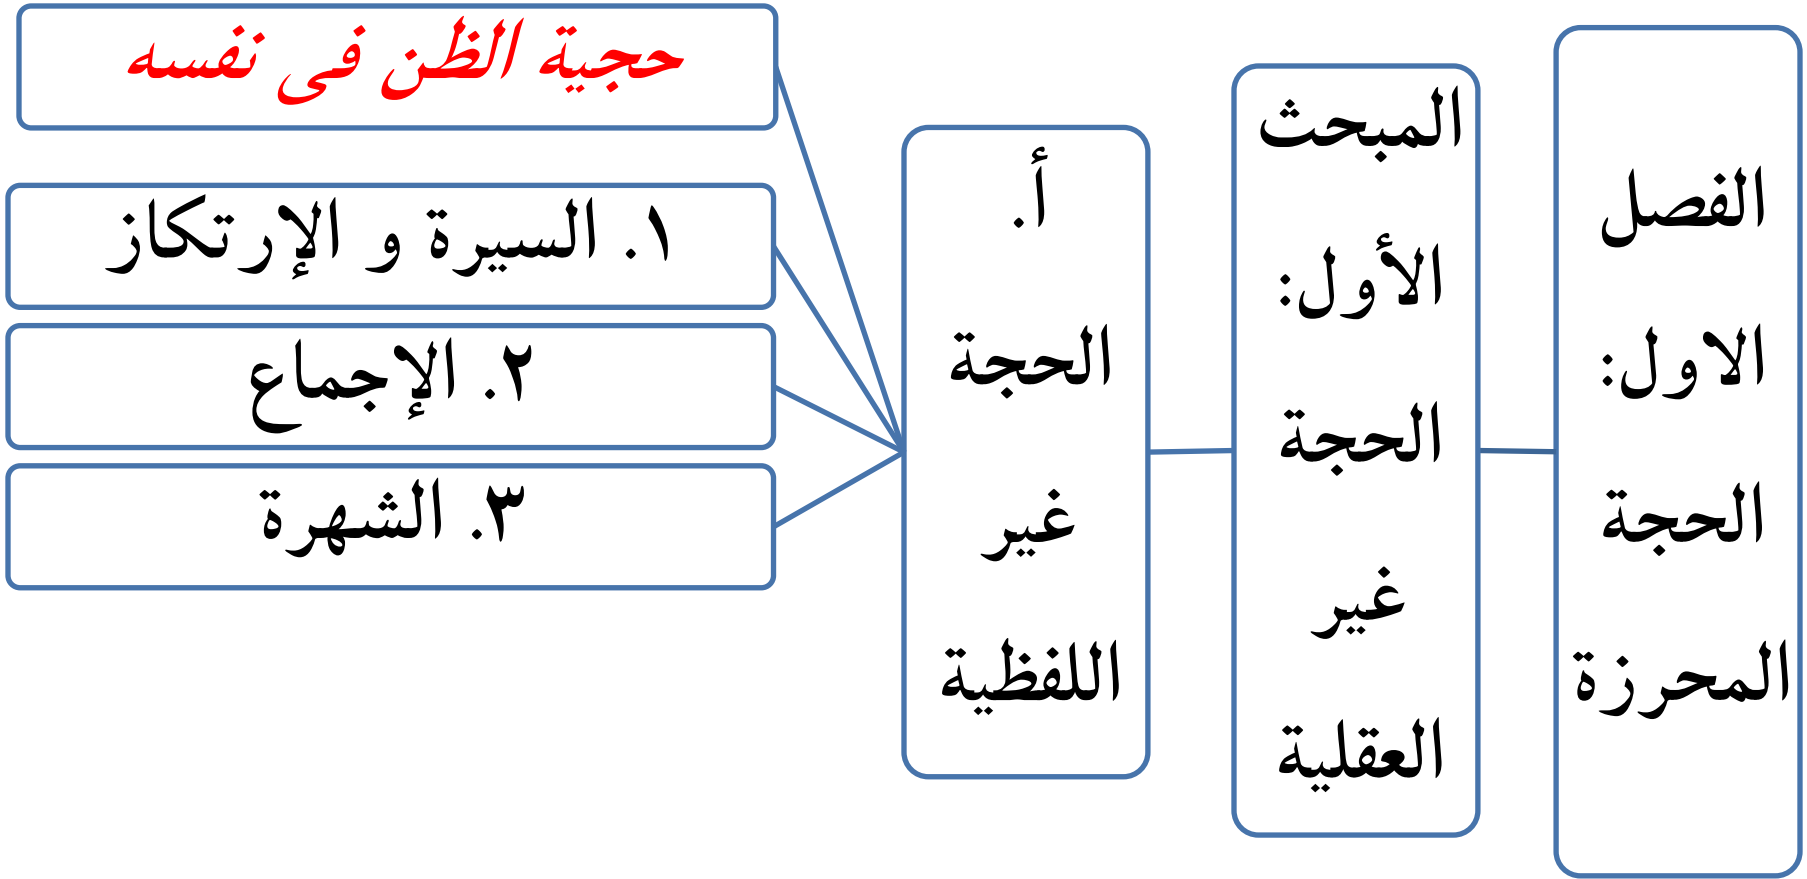 الفصل
الاول:
الحجة
المحرزة
المبحث
الأول:
الحجة
غير
العقلية
أ.
الحجة
غير
اللفظية
حجية الظن فى نفسه
١. السيرة و الإرتكاز
٢. الإجماع
٣. الشهرة